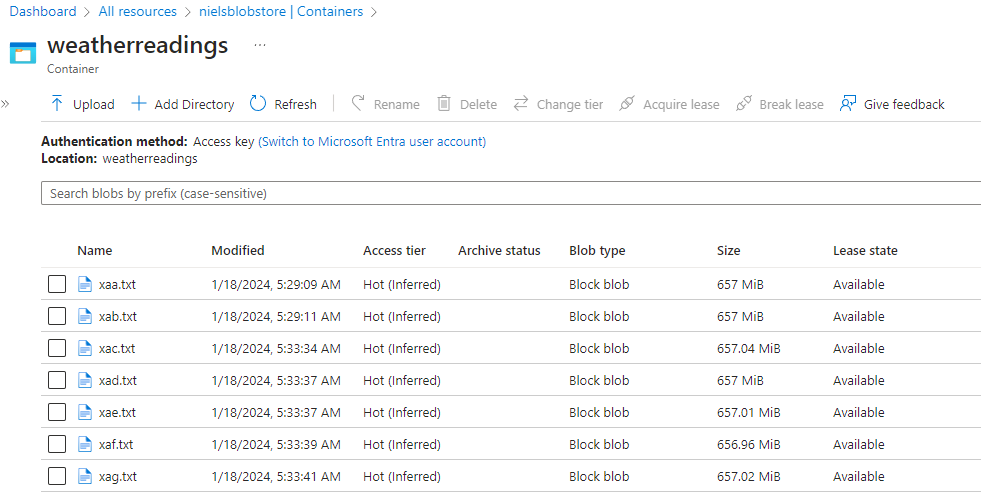 Dashboard > All resources > nielsblobstore | Containers >
weatherreadings ...
Container
» Upload Add Directory Refresh Rename Delete Change tier Acquire lease Break lease Give feedback
Authentication method: Access key (Switch to Microsoft Entra user account)
Location: weatherreadings
Search blobs by prefix (case-sensitive)
Name Modified Access tier Archive status Blob type Size Lease state
xaa.txt 1/18/2024, 5:29:09 AM Hot (Inferred) Block blob 657 MiB Available
xab.txt 1/18/2024, 5:29:11 AM Hot (Inferred) Block blob 657 MiB Available
xac.txt 1/18/2024, 5:33:34 AM Hot (Inferred) Block blob 657.04 MiB Available
xad.txt 1/18/2024, 5:33:37 AM Hot (Inferred) Block blob 657 MiB Available
xae.txt 1/18/2024, 5:33:37 AM Hot (Inferred) Block blob 657.01 MiB Available
xaf.txt 1/18/2024, 5:33:39 AM Hot (Inferred) Block blob 656.96 MiB Available
xag.txt 1/18/2024, 5:33:41 AM Hot (Inferred) Block blob 657.02 MiB Available